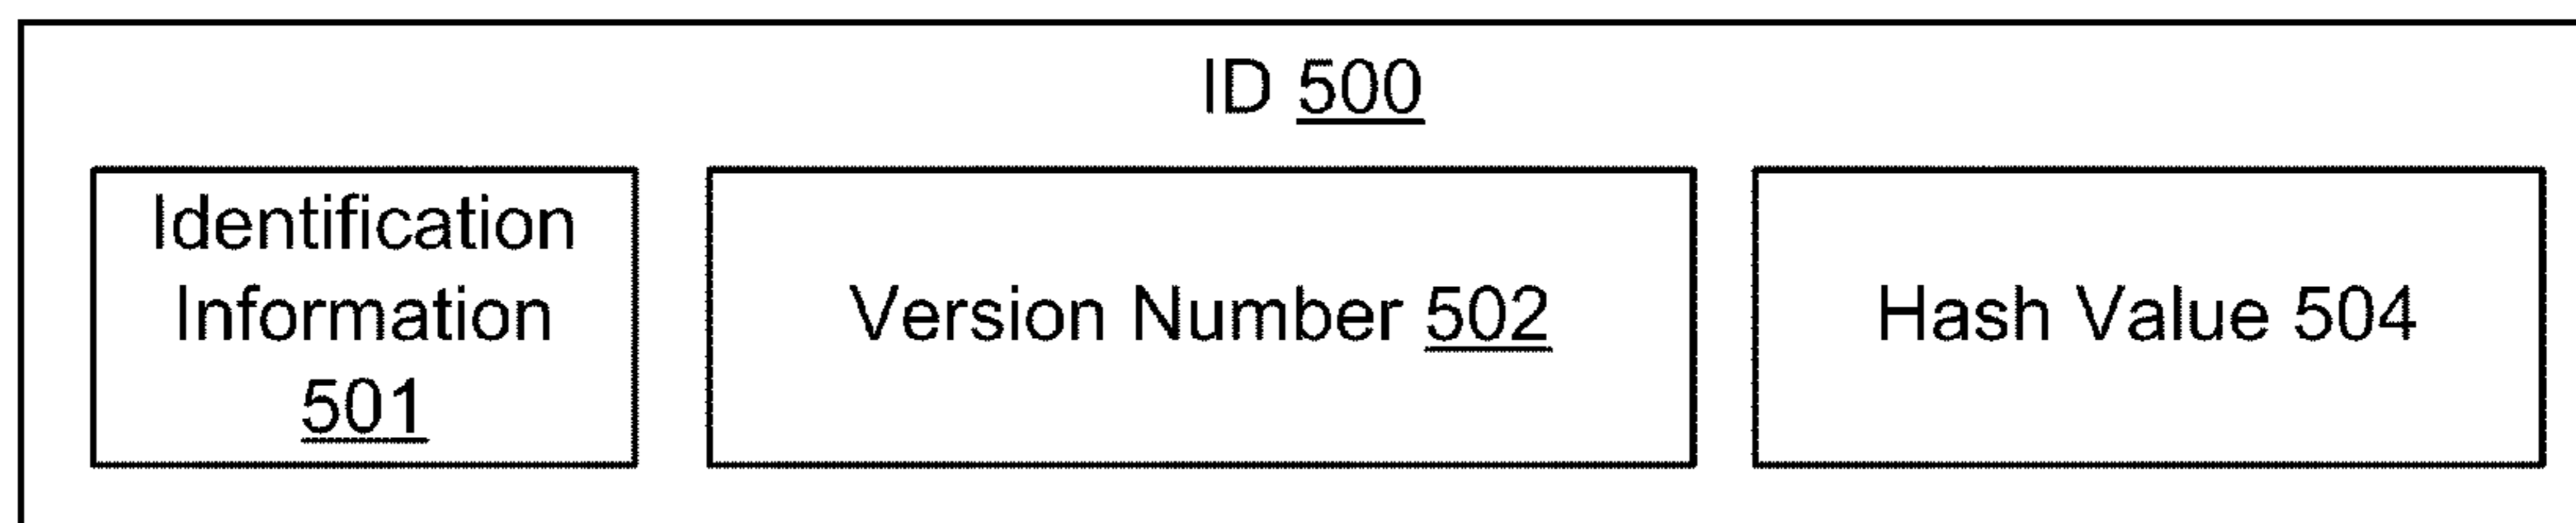 ID 500
Identification
Information
501
Version Number 502
Hash Value 504